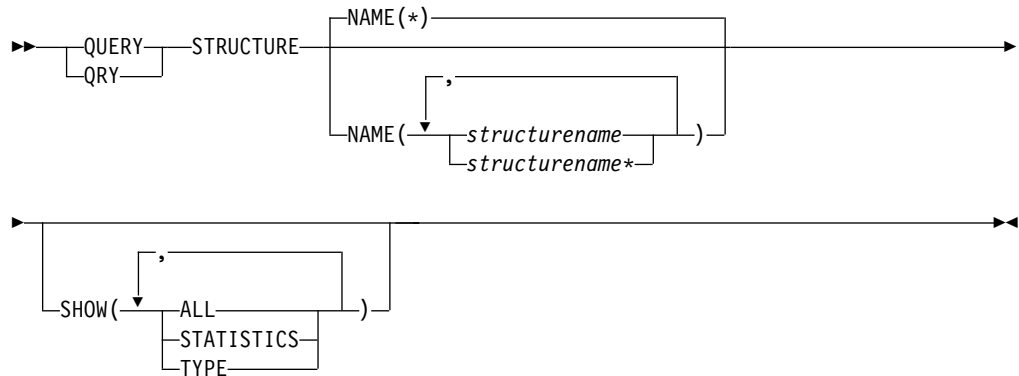 NAME(*)
QUERY STRUCTURE
QRY
,
NAME( structurename )
structurename*
,
SHOW( ALL )
STATISTICS
TYPE